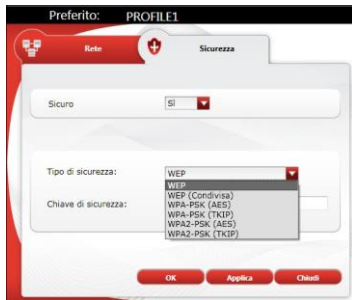 Preferito: PROFILE1
Rete Sicurezza
Sicuro Sì
Tipo di sicurezza: WEP
WEP
WEP (Condivisa)
Chiave di sicurezza: WPA-PSK (AES)
WPA-PSK (TKIP)
WPA2-PSK (AES)
WPA2-PSK (TKIP)
OK Applica Chiudi